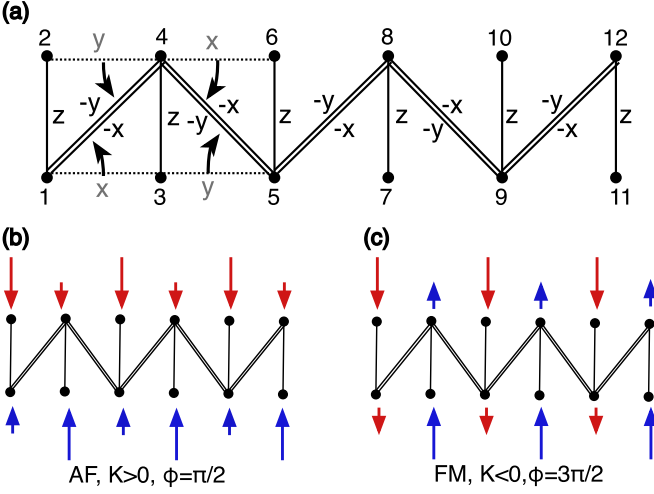 (a)
2 y 4 x 6 8 10 12
z -y -x z -x -y z -y -x z -x -y z -y -x z
1 x 3 y 5 7 9 11
(b) (c)
AF, K>0, φ=π/2 FM, K<0,φ=3π/2